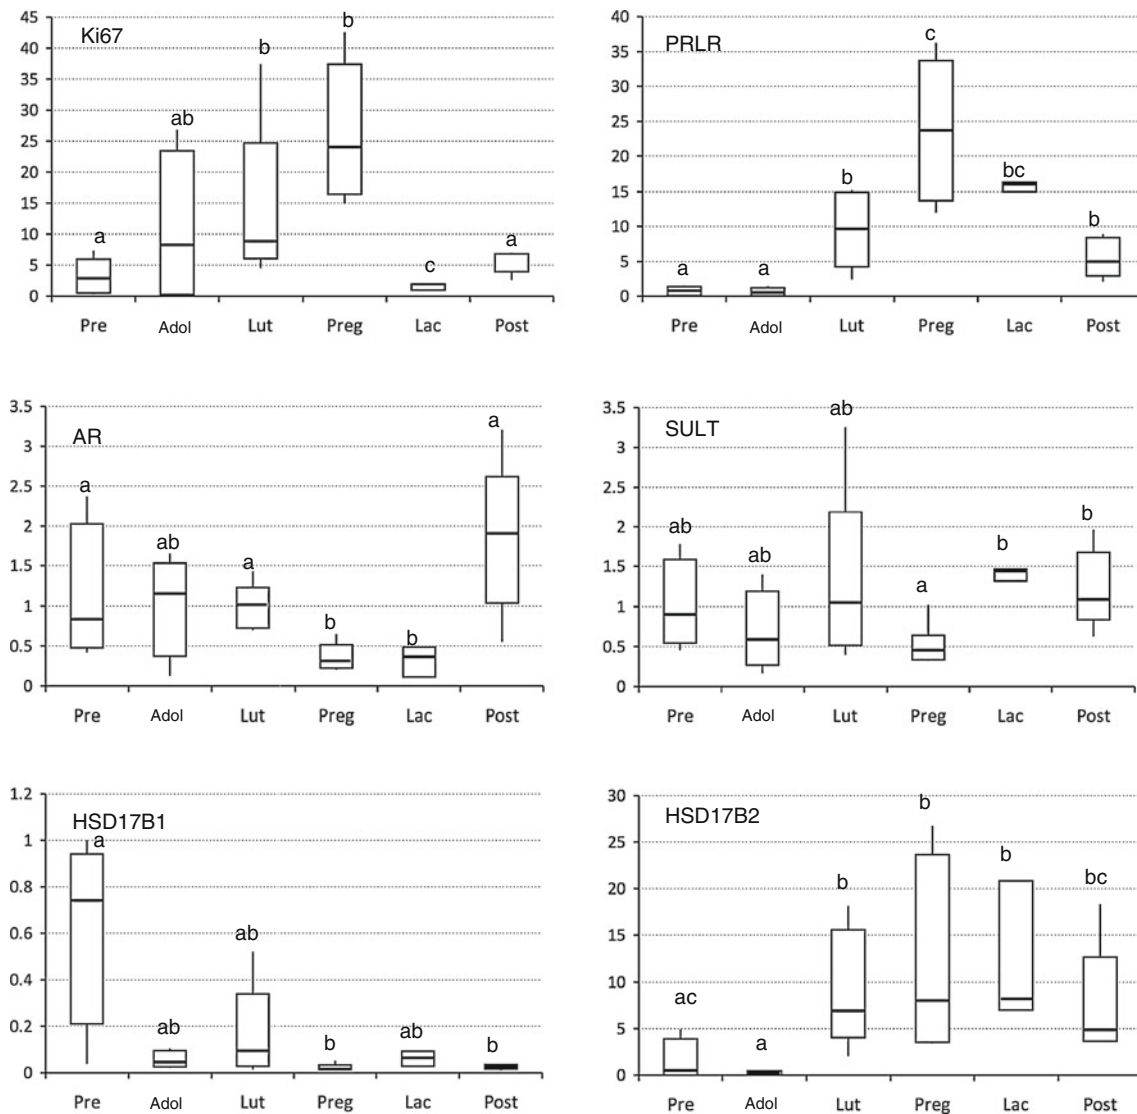 Ki67
45
40
35
30
25
20
15
10
5
0
a
ab
b
b
c
a
Pre Adol Lut Preg Lac Post
PRLR
40
35
30
25
20
15
10
5
0
a
a
b
c
bc
b
Pre Adol Lut Preg Lac Post
AR
3.5
3
2.5
2
1.5
1
0.5
0
a
ab
a
b
b
a
Pre Adol Lut Preg Lac Post
SULT
3.5
3
2.5
2
1.5
1
0.5
0
ab
ab
ab
a
b
b
Pre Adol Lut Preg Lac Post
HSD17B1
1.2
1
0.8
0.6
0.4
0.2
0
a
ab
ab
b
ab
b
Pre Adol Lut Preg Lac Post
HSD17B2
30
25
20
15
10
5
0
ac
a
b
b
b
bc
Pre Adol Lut Preg Lac Post